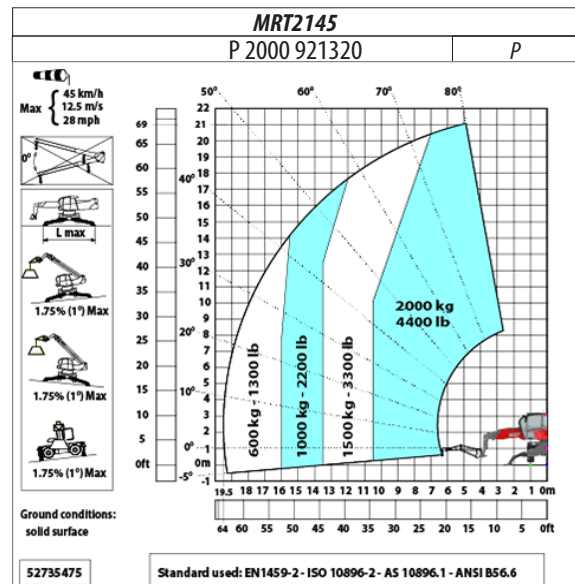 MRT2145
P 2000 921320
P
Max
45 km/h
12.5 m/s
28 mph
0°
L max
1.75% (1°) Max
1.75% (1°) Max
1.75% (1°) Max
Ground conditions:
solid surface
50° 60° 70° 80°
40°
30°
20°
10°
0°
-5°
69
65
60
55
50
45
40
35
30
25
20
15
10
5
0ft
22
21
20
19
18
17
16
15
14
13
12
11
10
9
8
7
6
5
4
3
2
1
0m
-1
600 kg - 1300 lb
1000 kg - 2200 lb
1500 kg - 3300 lb
2000 kg
4400 lb
19.5 18 17 16 15 14 13 12 11 10 9 8 7 6 5 4 3 2 1 0m
64 60 55 50 45 40 35 30 25 20 15 10 5 0ft
52735475
Standard used: EN1459-2 - ISO 10896-2 - AS 10896.1 - ANSI B56.6